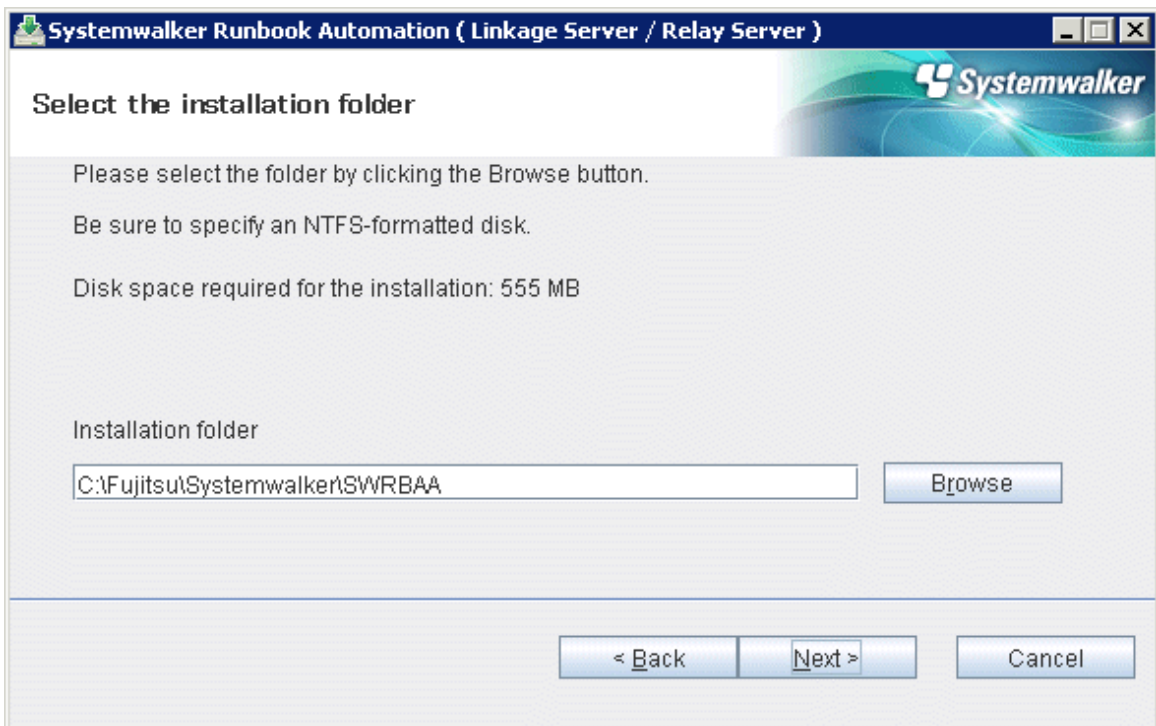 Systemwalker Runbook Automation ( Linkage Server / Relay Server )
Systemwalker
Select the installation folder
Please select the folder by clicking the Browse button.
Be sure to specify an NTFS-formatted disk.
Disk space required for the installation: 555 MB
Installation folder
C:\Fujitsu\Systemwalker\SWRBAA
Browse
< Back
Next >
Cancel